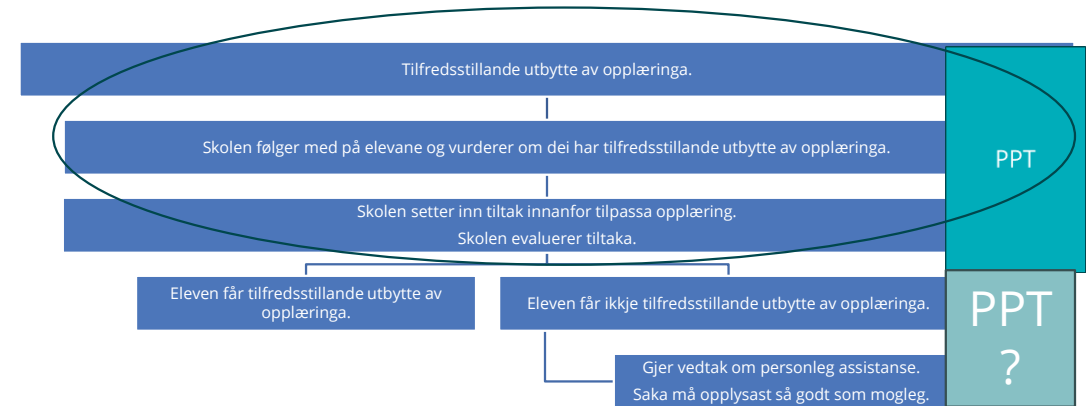 Tilfredsstillande utbytte av opplæringa.
Skolen følger med på elevane og vurderer om dei har tilfredsstillande utbytte av opplæringa.
PPT
Skolen setter inn tiltak innanfor tilpassa opplæring.
Skolen evaluerer tiltaka.
Eleven får tilfredsstillande utbytte av
opplæringa.
Eleven får ikkje tilfredsstillande utbytte av opplæringa.
PPT
?
Gjer vedtak om personleg assistanse.
Saka må opplysast så godt som mogleg.